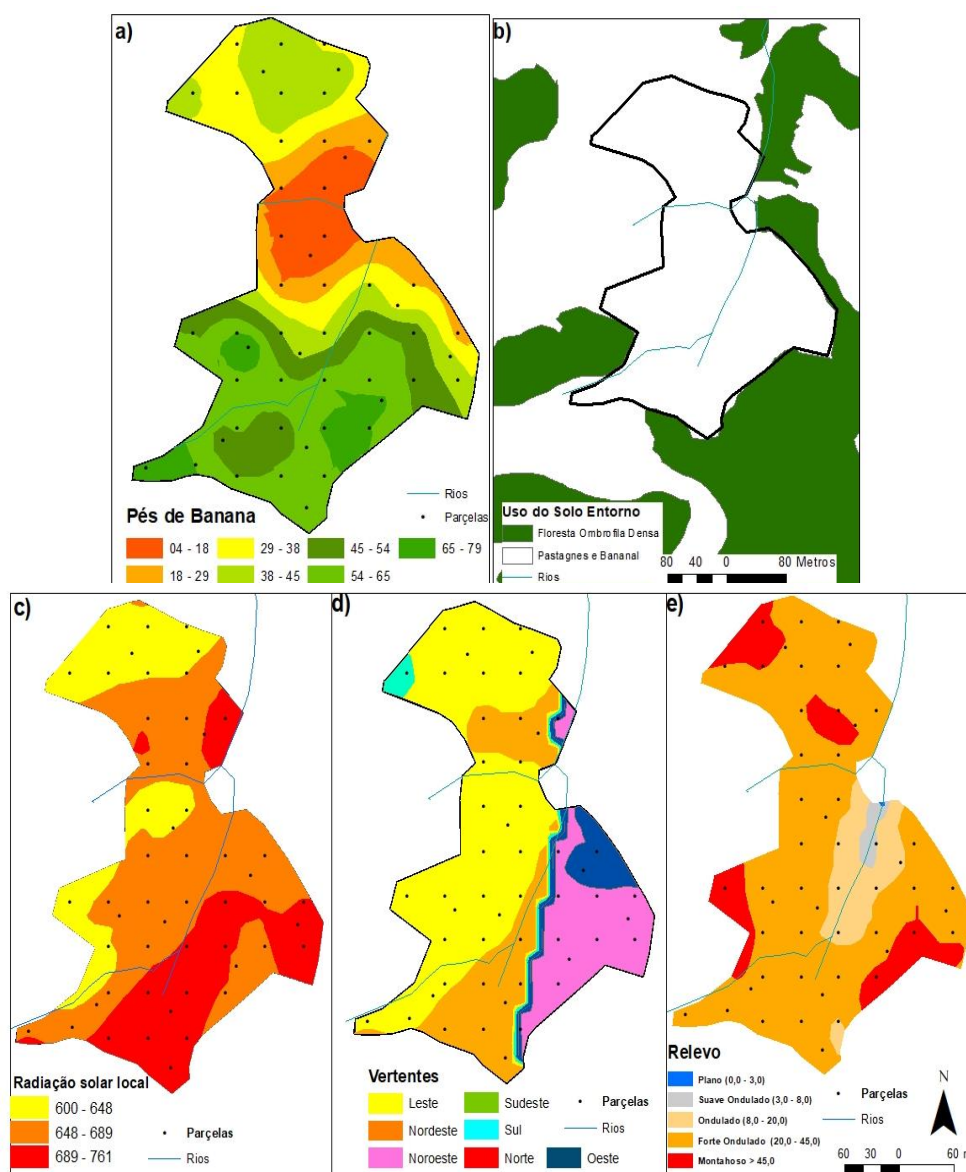 a)
Pés de Banana
Rios
Parçelas
04 - 18
29 - 38
45 - 54
65 - 79
18 - 29
38 - 45
54 - 65
b)
Uso do Solo Entorno
Floresta Ombrofila Densa
Pastagnes e Bananal
Rios
80 40 0 80 Metros
c)
Radiação solar local
600 - 648
648 - 689
689 - 761
Parçelas
Rios
d)
Vertentes
Leste
Sudeste
Parçelas
Nordeste
Sul
Rios
Noroeste
Norte
Oeste
e)
Relevo
Plano (0,0 - 3,0)
Suave Ondulado (3,0 - 8,0)
Ondulado (8,0 - 20,0)
Forte Ondulado (20,0 - 45,0)
Montahoso > 45,0
Parçelas
Rios
N
60 30 0 60 m